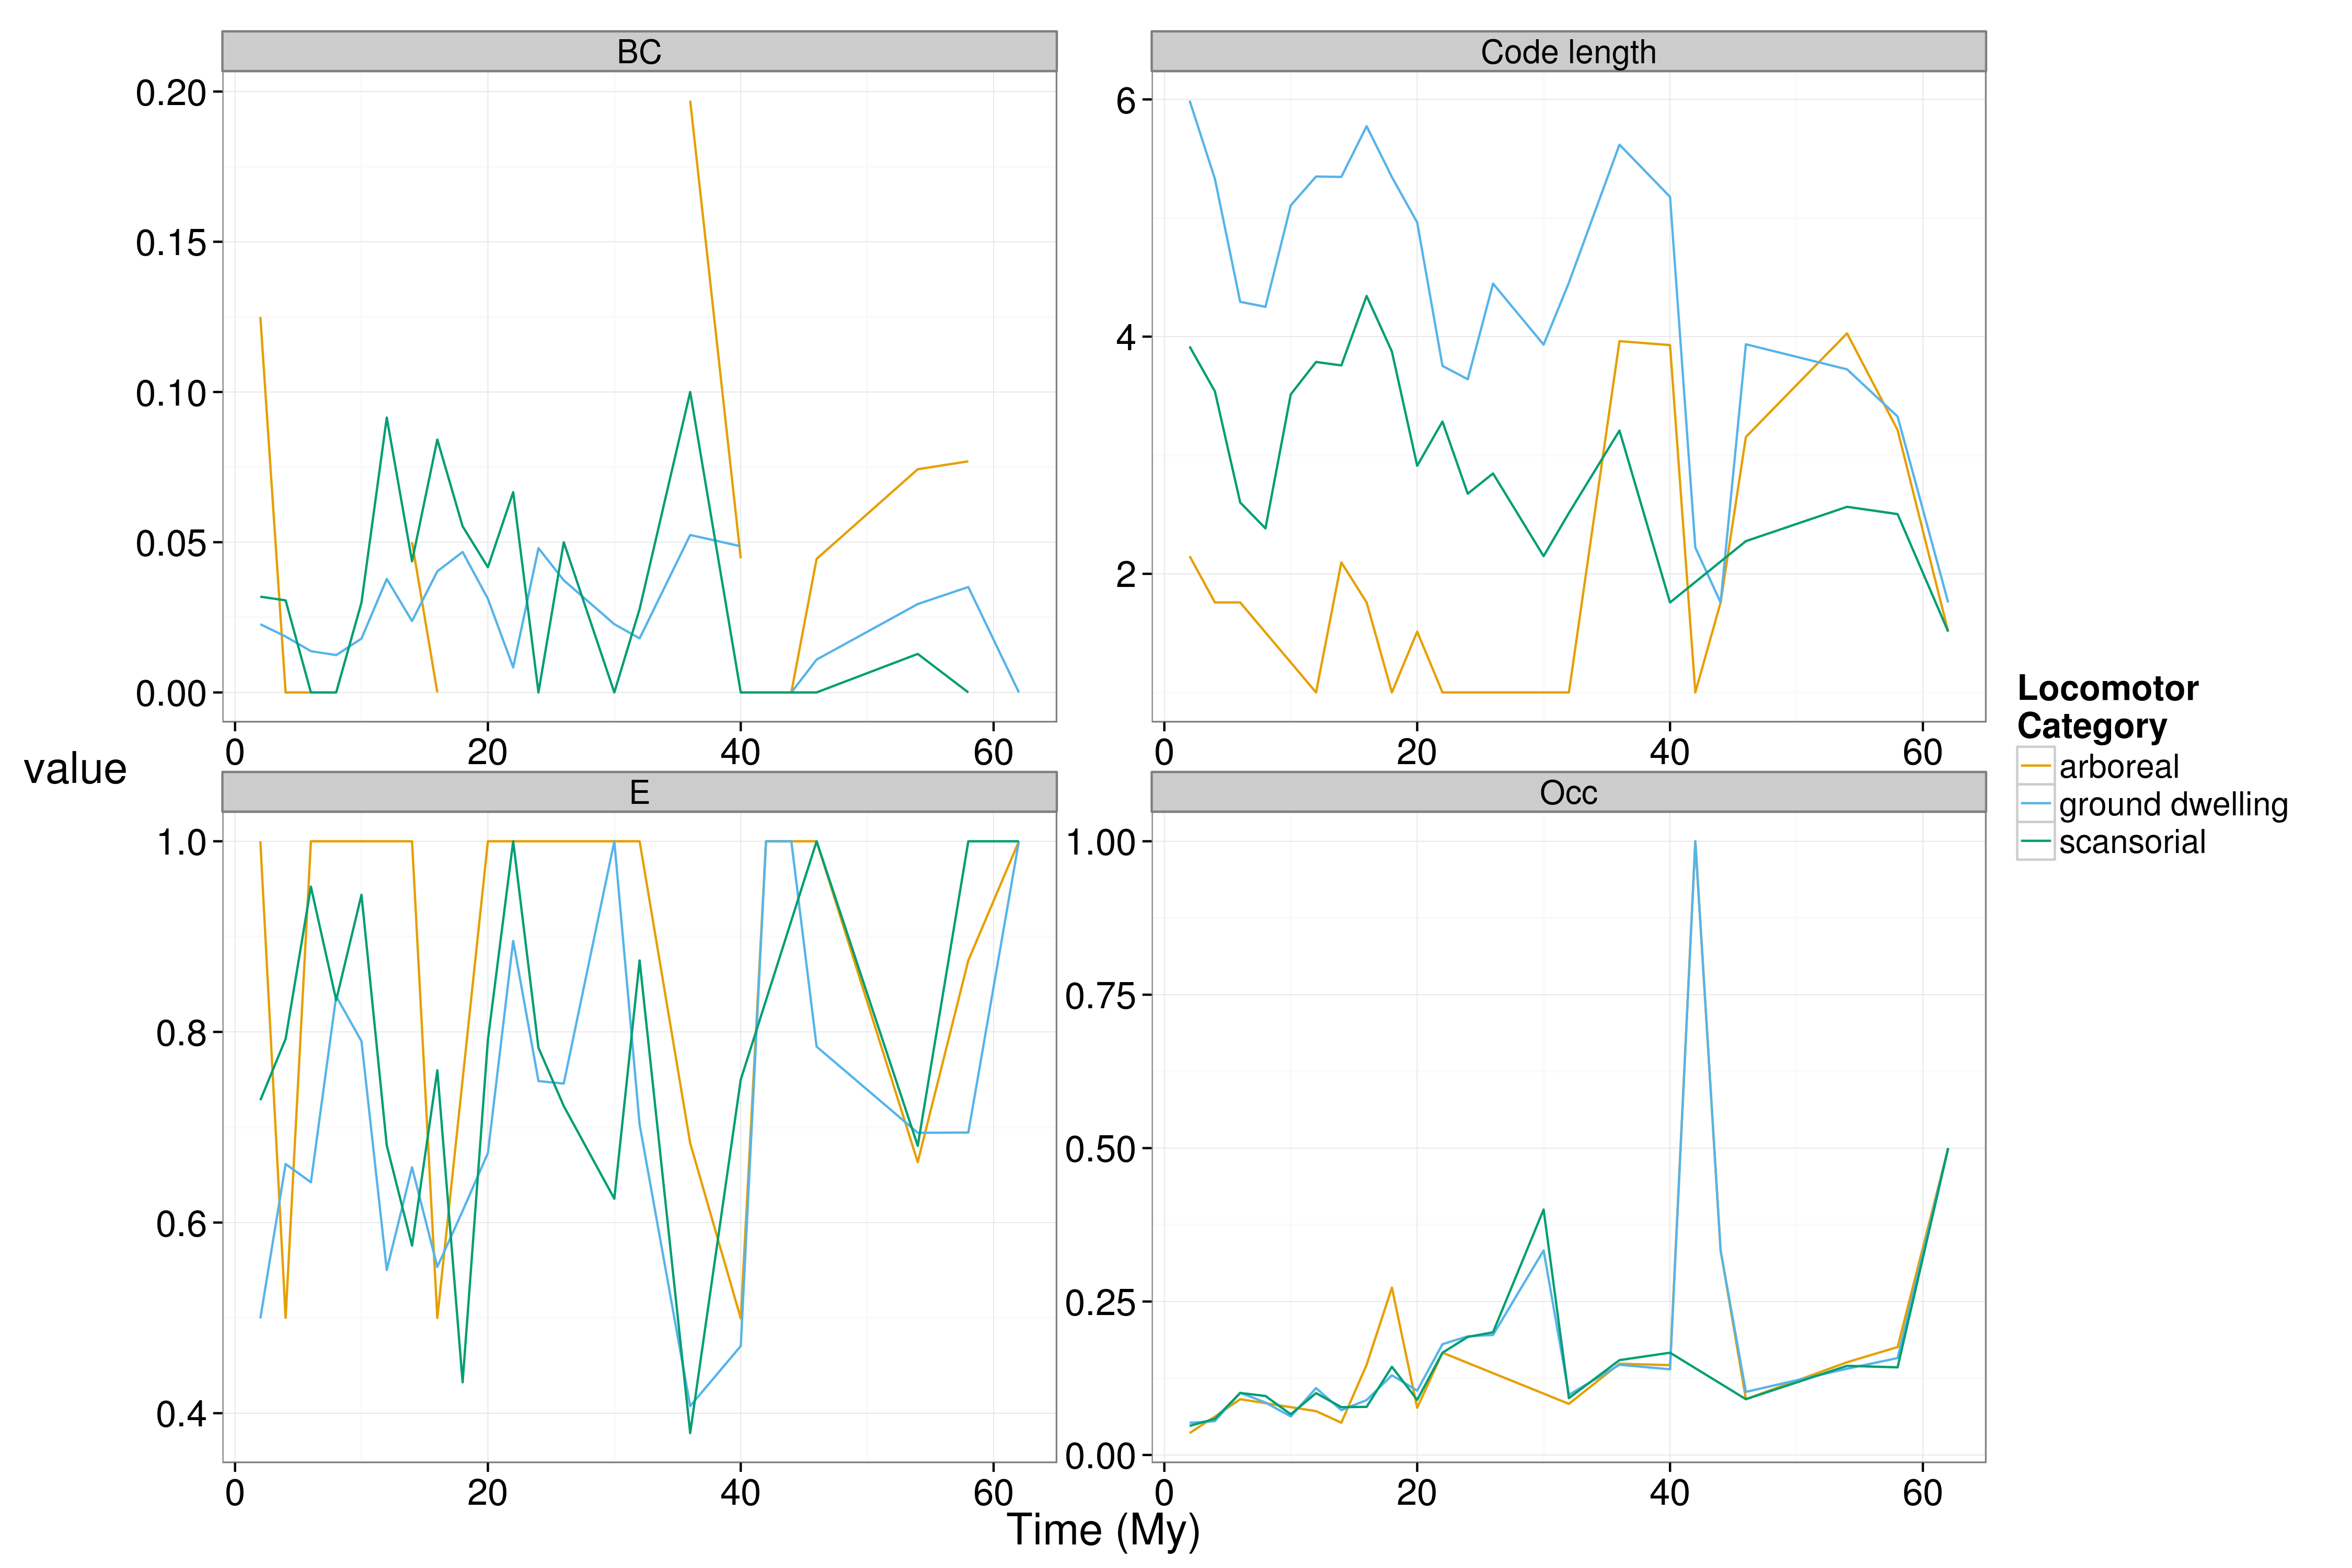 BC
Code length
0.20
0.15
0.10
0.05
0.00
0 20 40 60
6
4
2
0 20 40 60
value
E
Occ
1.0
0.8
0.6
0.4
0 20 40 60
1.00
0.75
0.50
0.25
0.00
0 20 40 60
Time (My)
Locomotor
Category
arboreal
ground dwelling
scansorial